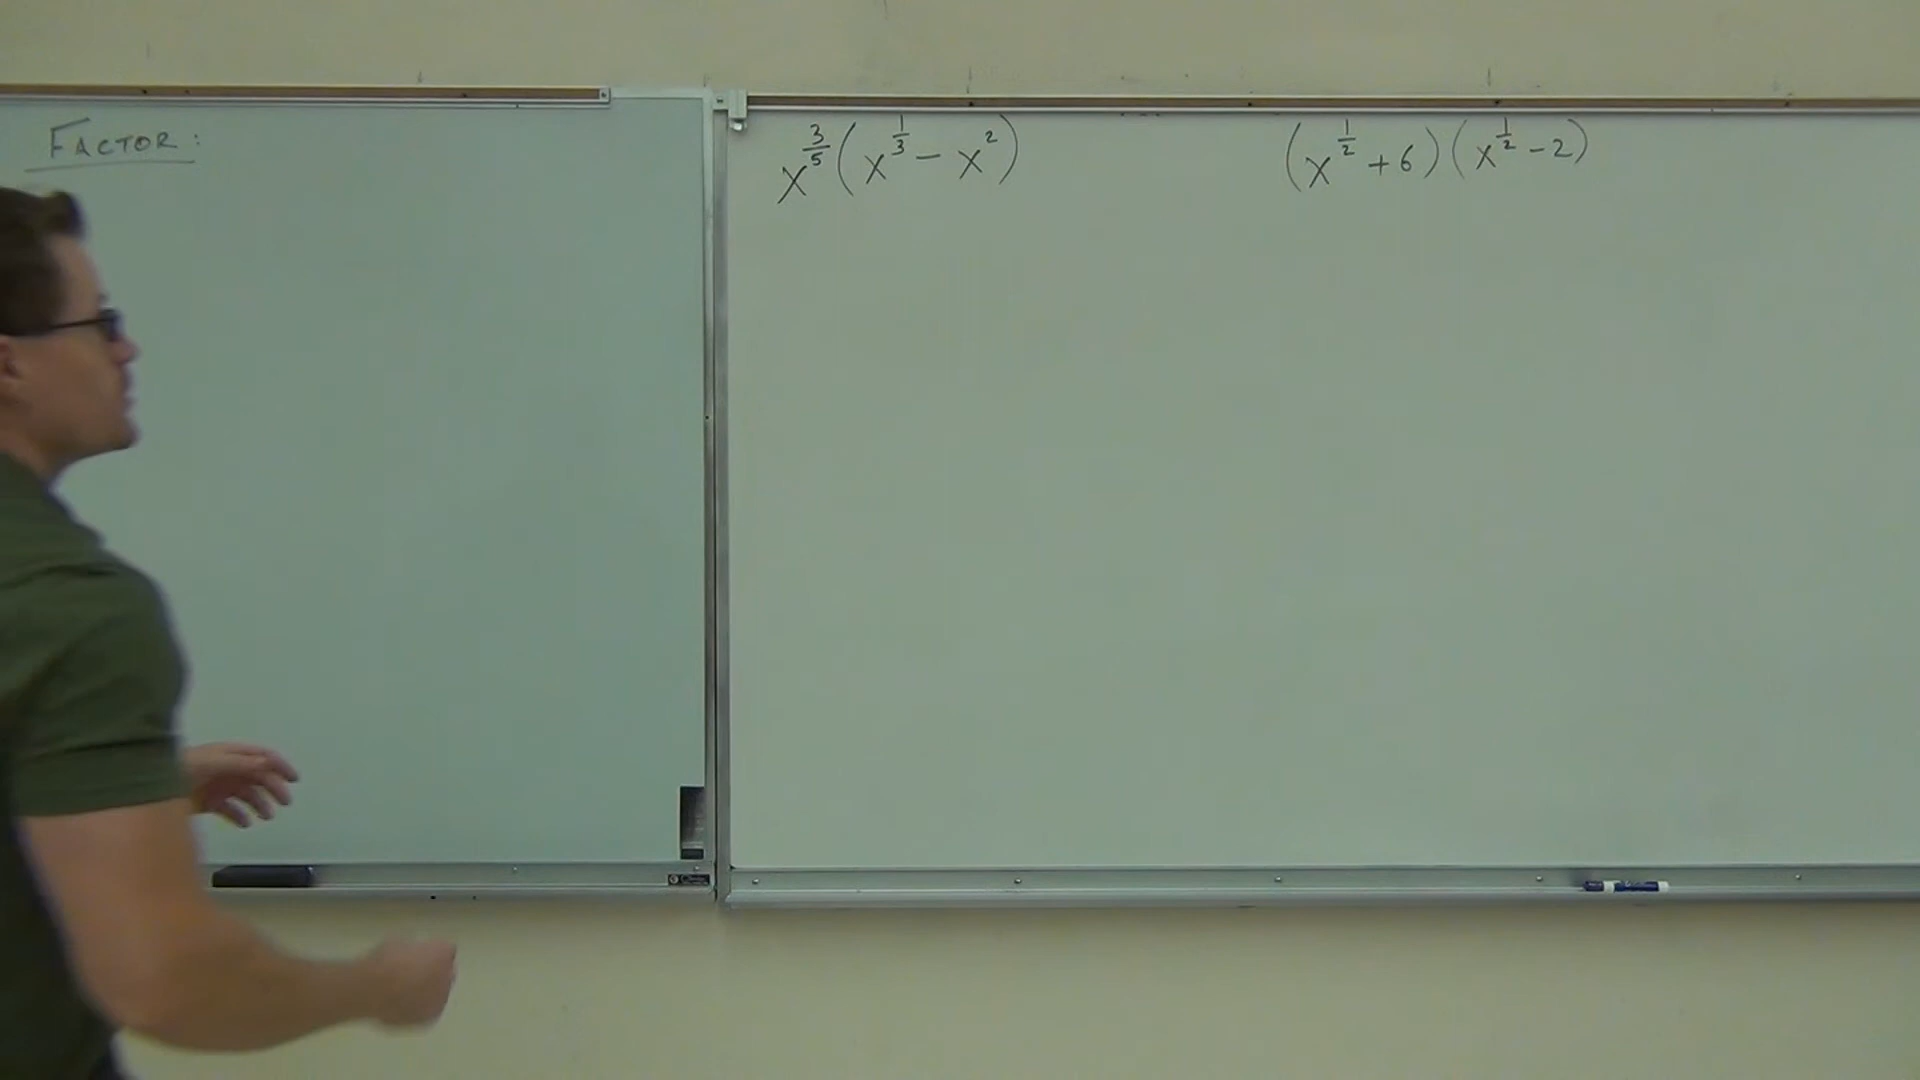 FACTOR:
x^{3/5}(x^{1/3} - x^2)
(x^{1/2} + 6)(x^{1/2} - 2)